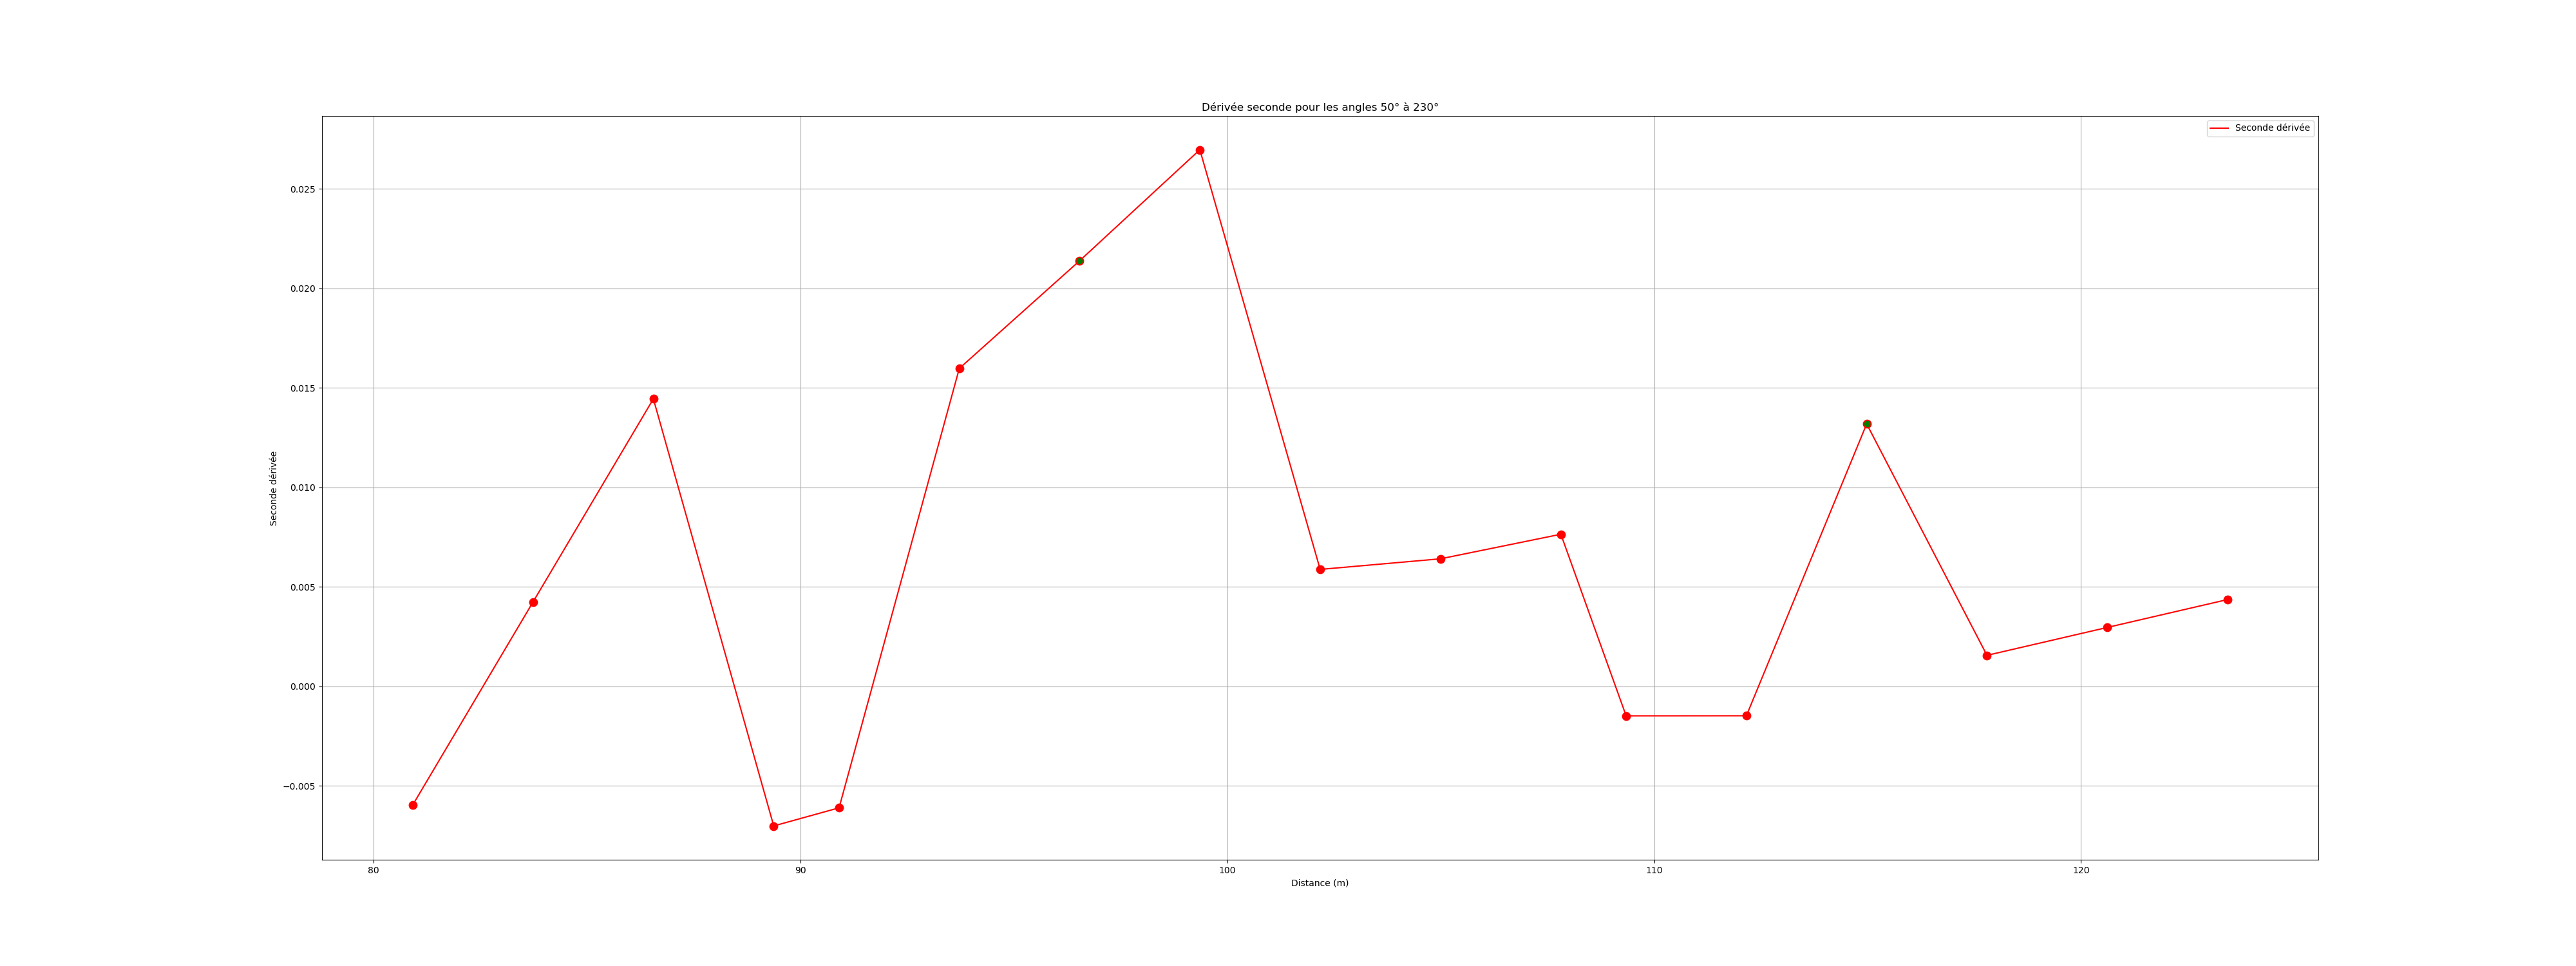 Dérivée seconde pour les angles 50° à 230°
Seconde dérivée
0.025
0.020
0.015
0.010
0.005
0.000
−0.005
Seconde dérivée
80 90 100 110 120
Distance (m)